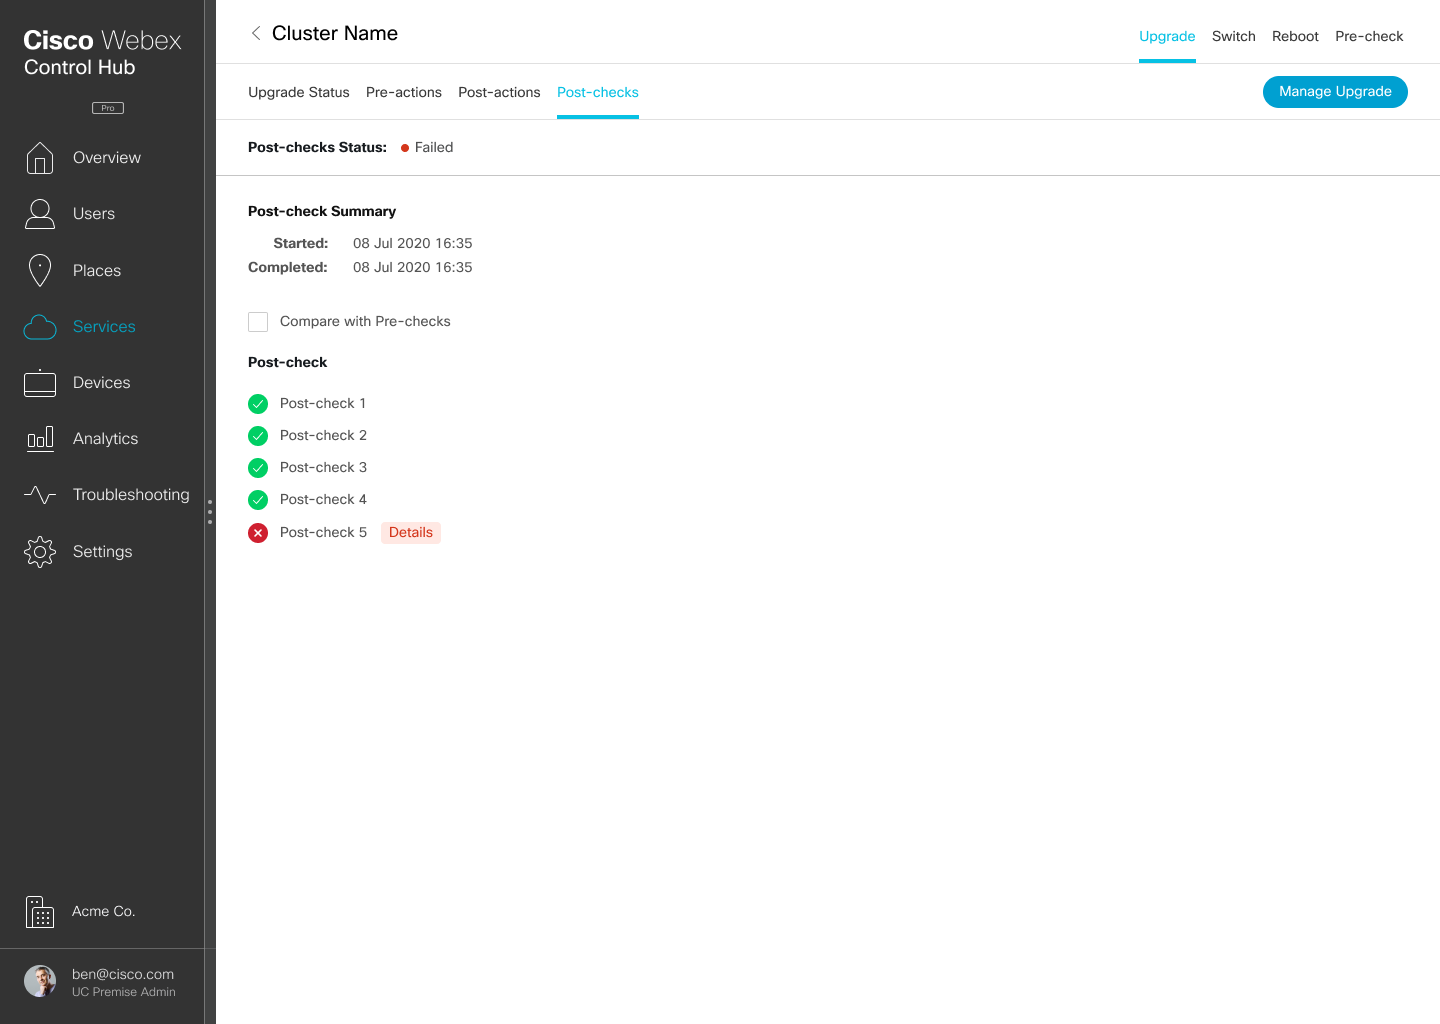 Cisco Webex
Control Hub
Pro
Overview
Users
Places
Services
Devices
Analytics
Troubleshooting
Settings
Acme Co.
ben@cisco.com
UC Premise Admin
Cluster Name
Upgrade Switch Reboot Pre-check
Upgrade Status Pre-actions Post-actions Post-checks
Manage Upgrade
Post-checks Status: Failed
Post-check Summary
Started: 08 Jul 2020 16:35
Completed: 08 Jul 2020 16:35
Compare with Pre-checks
Post-check
Post-check 1
Post-check 2
Post-check 3
Post-check 4
Post-check 5 Details